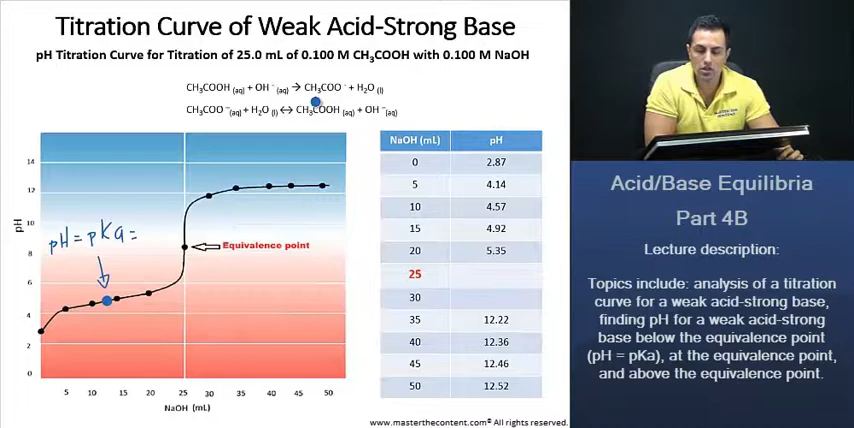 Titration Curve of Weak Acid-Strong Base
pH Titration Curve for Titration of 25.0 mL of 0.100 M CH₃COOH with 0.100 M NaOH
CH₃COOH (aq) + OH ⁻ (aq) → CH₃COO ⁻ + H₂O (l)
CH₃COO ⁻(aq) + H₂O (l) ↔ CH₃COOH (aq) + OH ⁻(aq)
14
12
10
8
6
4
2
0
pH
pH = pKa =
Equivalence point
5 10 15 20 25 30 35 40 45 50
NaOH (mL)
NaOH (mL) pH
0 2.87
5 4.14
10 4.57
15 4.92
20 5.35
25
30
35 12.22
40 12.36
45 12.46
50 12.52
www.masterthecontent.com© All rights reserved.
Acid/Base Equilibria
Part 4B
Lecture description:
Topics include: analysis of a titration
curve for a weak acid-strong base,
finding pH for a weak acid-strong
base below the equivalence point
(pH = pKa), at the equivalence point,
and above the equivalence point.